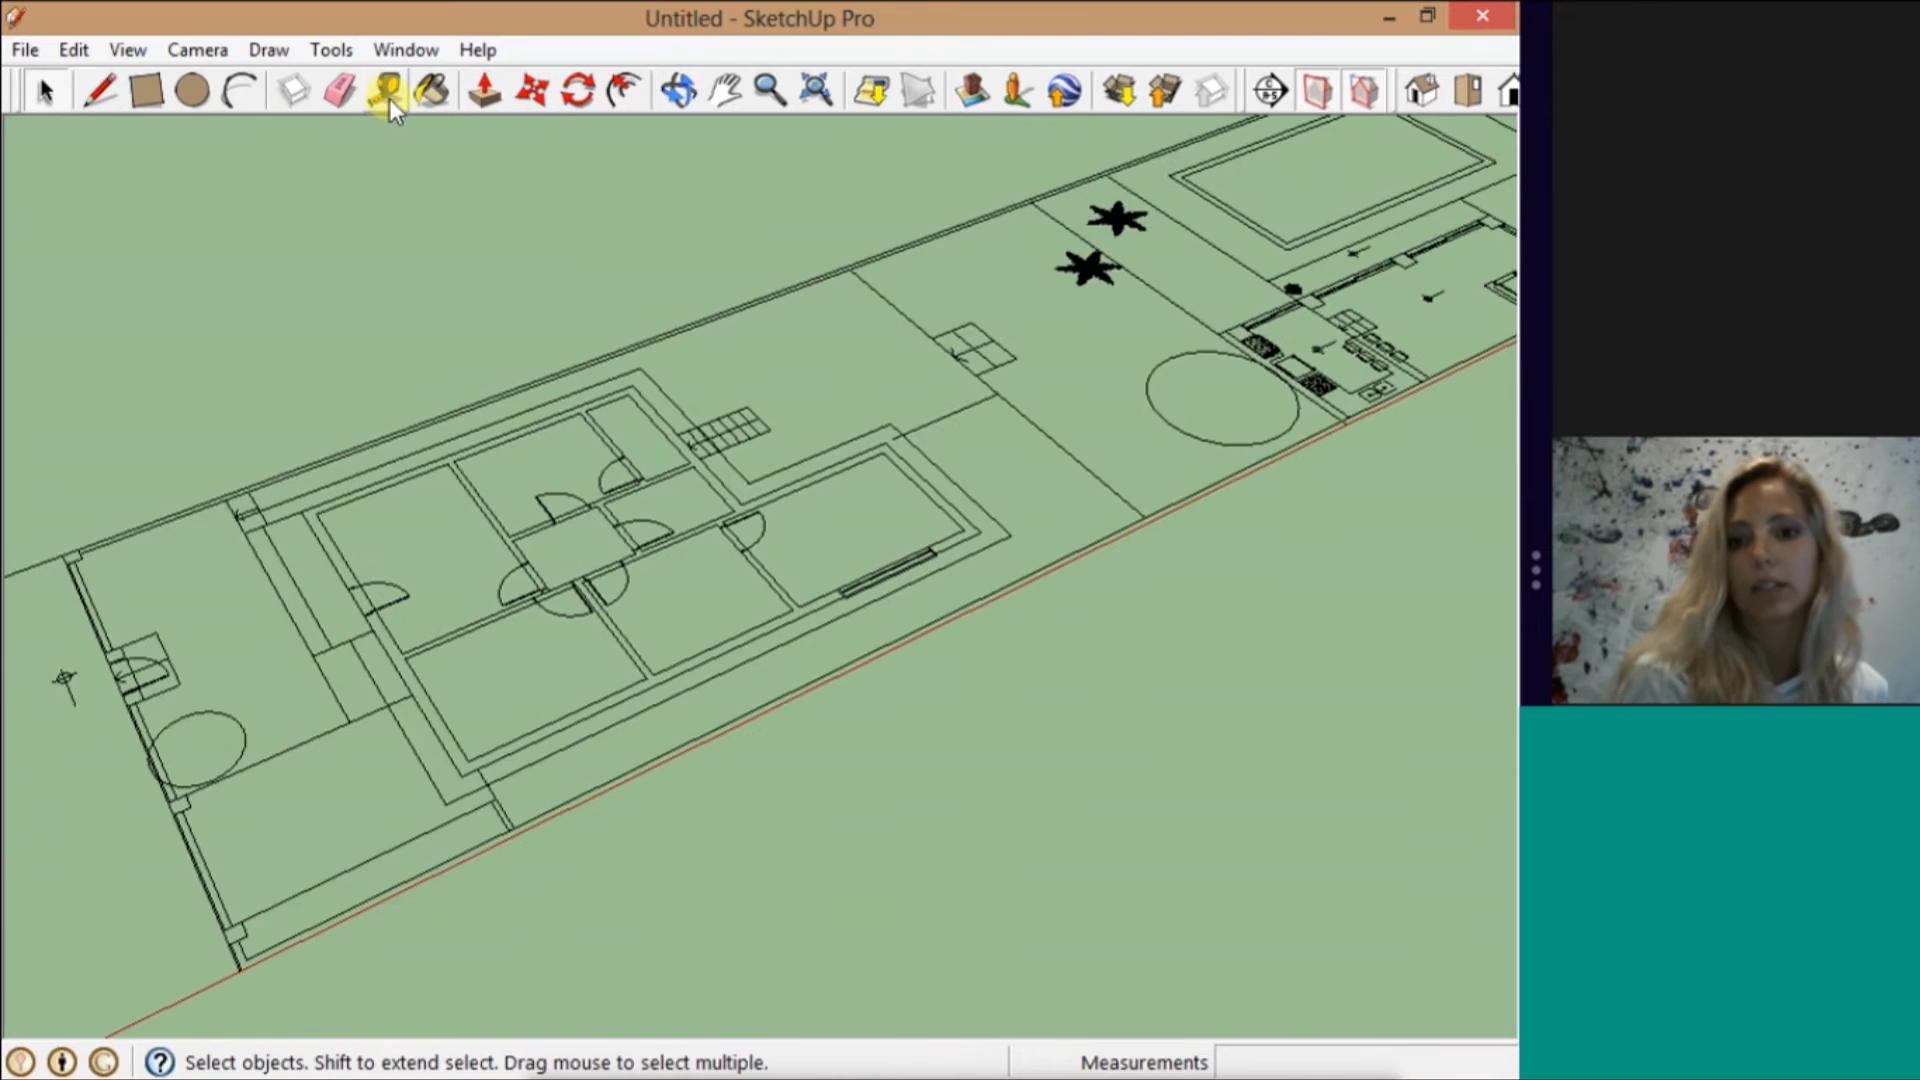 Untitled - SketchUp Pro
File Edit View Camera Draw Tools Window Help
Select objects. Shift to extend select. Drag mouse to select multiple.
Measurements